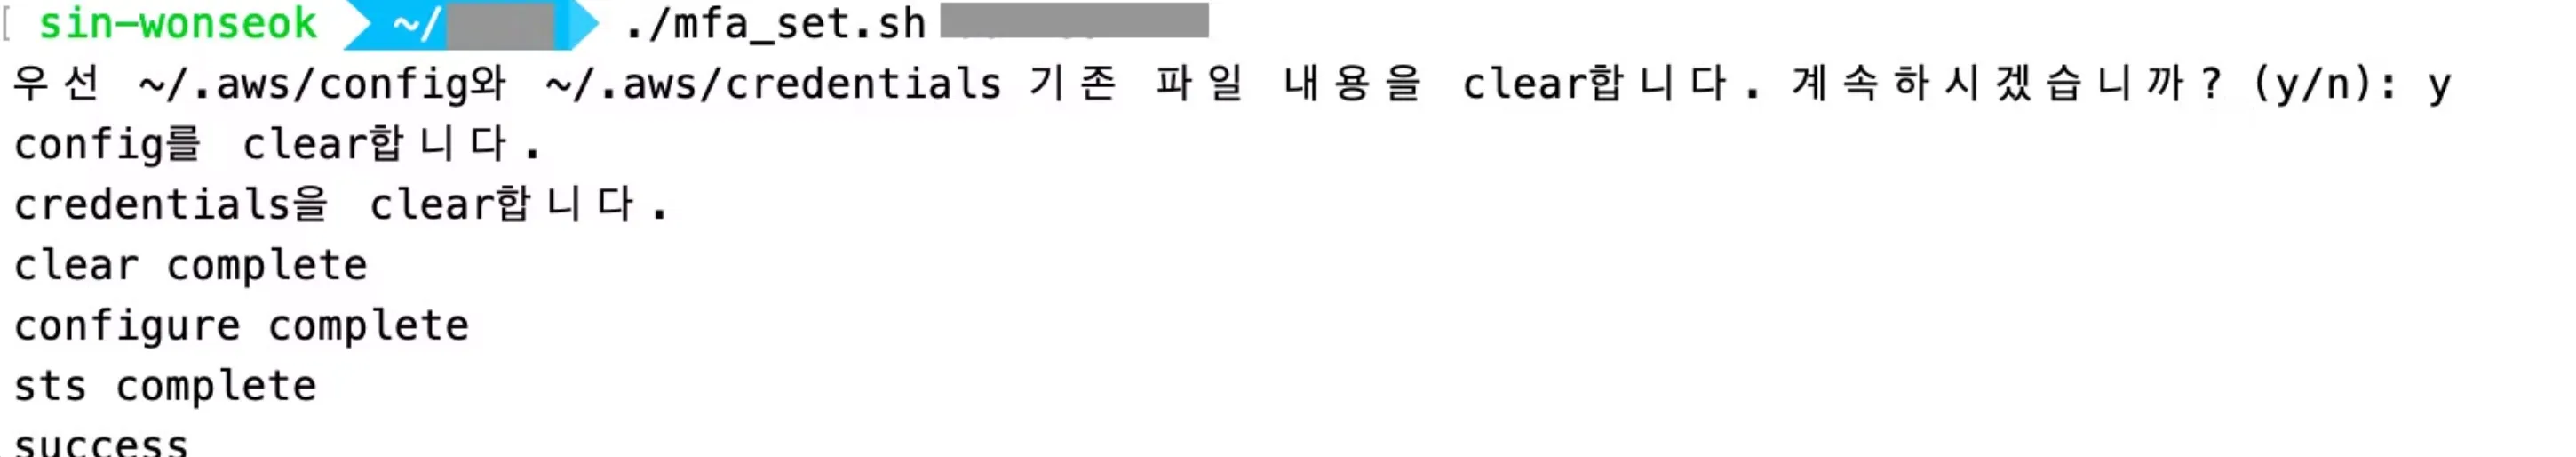 sin-wonseok ~/ ./mfa_set.sh
우선 ~/.aws/config와 ~/.aws/credentials 기존 파일 내용을 clear합니다. 계속하시겠습니까? (y/n): y
config를 clear합니다.
credentials을 clear합니다.
clear complete
configure complete
sts complete
success